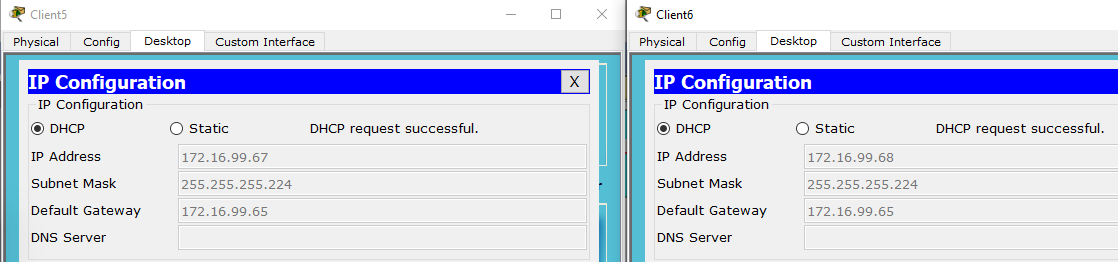 Client5
Physical Config Desktop Custom Interface
IP Configuration X
IP Configuration
DHCP Static DHCP request successful.
IP Address 172.16.99.67
Subnet Mask 255.255.255.224
Default Gateway 172.16.99.65
DNS Server
Client6
Physical Config Desktop Custom Interface
IP Configuration
IP Configuration
DHCP Static DHCP request successful.
IP Address 172.16.99.68
Subnet Mask 255.255.255.224
Default Gateway 172.16.99.65
DNS Server